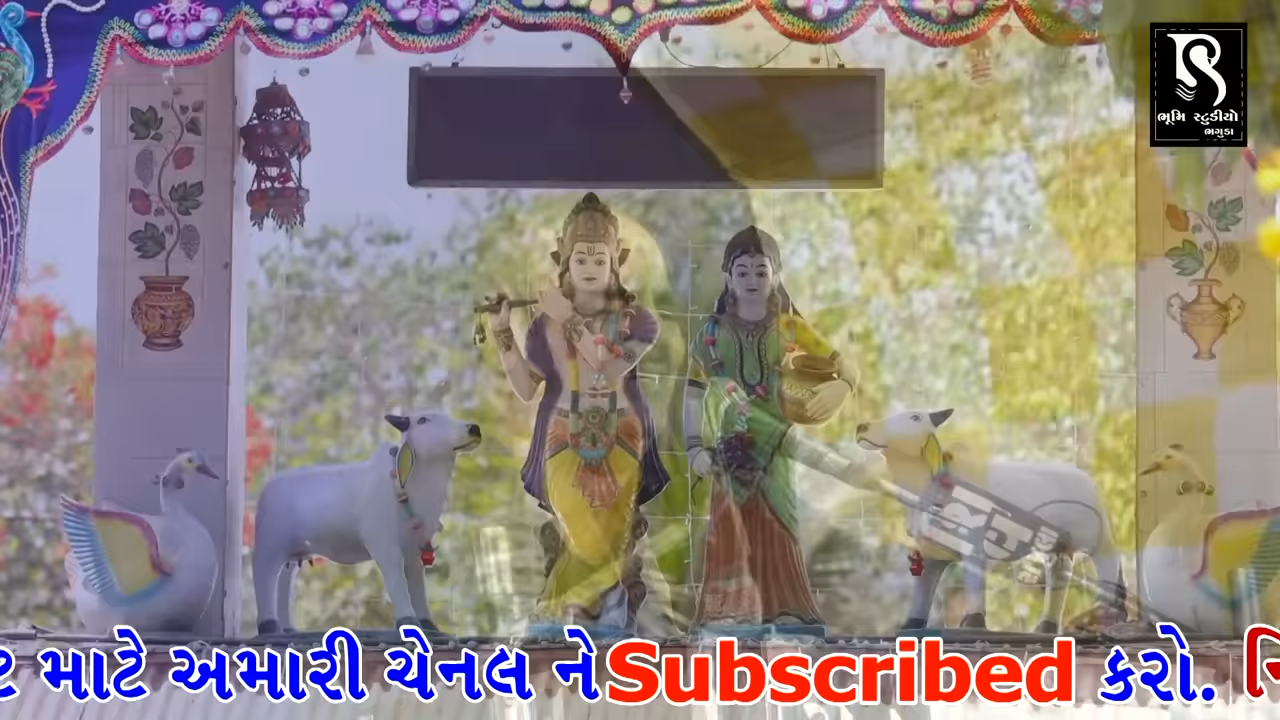 ભૂમિ સ્ટુડીયો
ભગુડા
માટે અમારી ચેનલ ને Subscribed કરો.